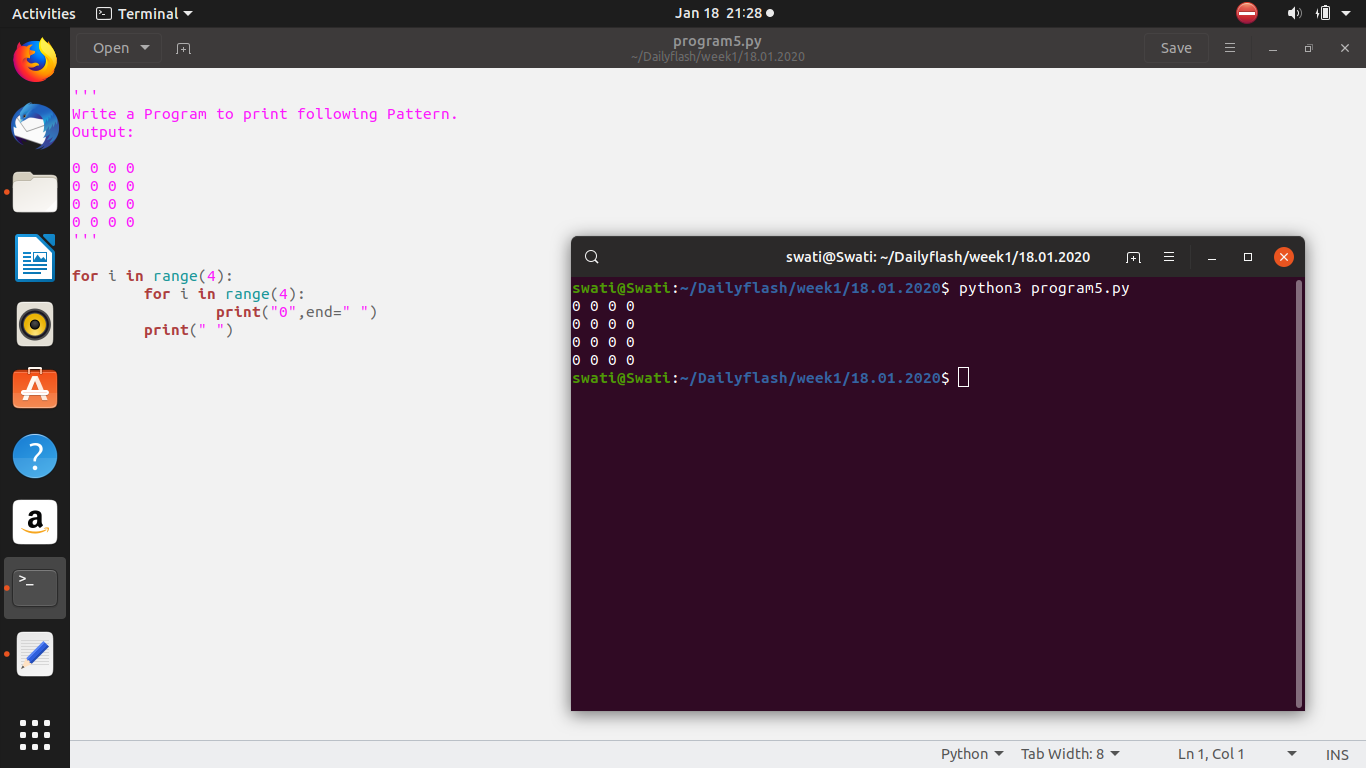 Activities Terminal Jan 18 21:28
Open program5.py Save
~/Dailyflash/week1/18.01.2020
'''
Write a Program to print following Pattern.
Output:
0 0 0 0
0 0 0 0
0 0 0 0
0 0 0 0
'''
for i in range(4):
        for i in range(4):
                print("0",end=" ")
        print(" ")
swati@Swati: ~/Dailyflash/week1/18.01.2020
swati@Swati:~/Dailyflash/week1/18.01.2020$ python3 program5.py
0 0 0 0
0 0 0 0
0 0 0 0
0 0 0 0
swati@Swati:~/Dailyflash/week1/18.01.2020$
?
a
>_
Python Tab Width: 8 Ln 1, Col 1 INS